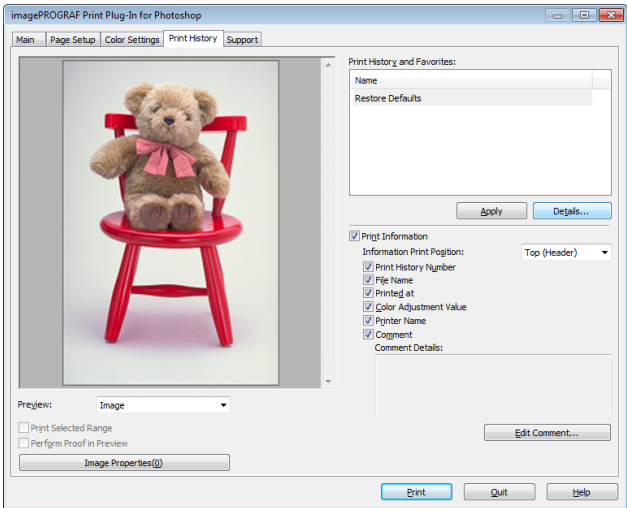 imagePROGRAF Print Plug-In for Photoshop
Main Page Setup Color Settings Print History Support
Print History and Favorites:
Name
Restore Defaults
Apply Details...
Print Information
Information Print Position: Top (Header)
Print History Number
File Name
Printed at
Color Adjustment Value
Printer Name
Comment
Comment Details:
Preview: Image
Print Selected Range
Perform Proof in Preview
Edit Comment...
Image Properties(O)
Print Quit Help